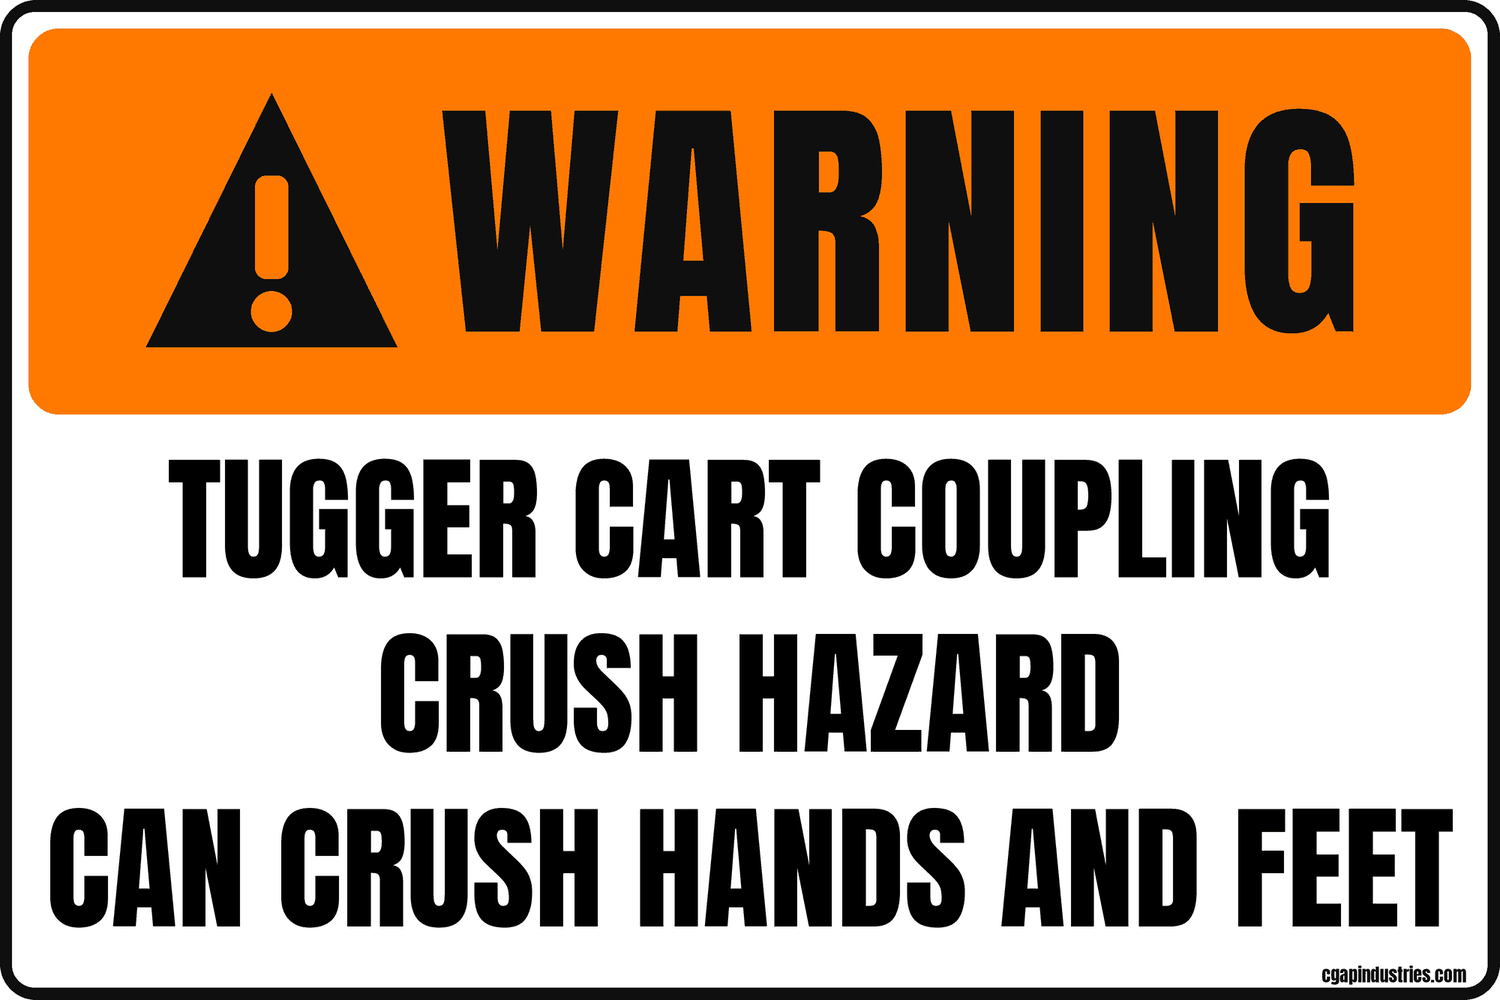 WARNING
TUGGER CART COUPLING
CRUSH HAZARD
CAN CRUSH HANDS AND FEET
cgapindustries.com